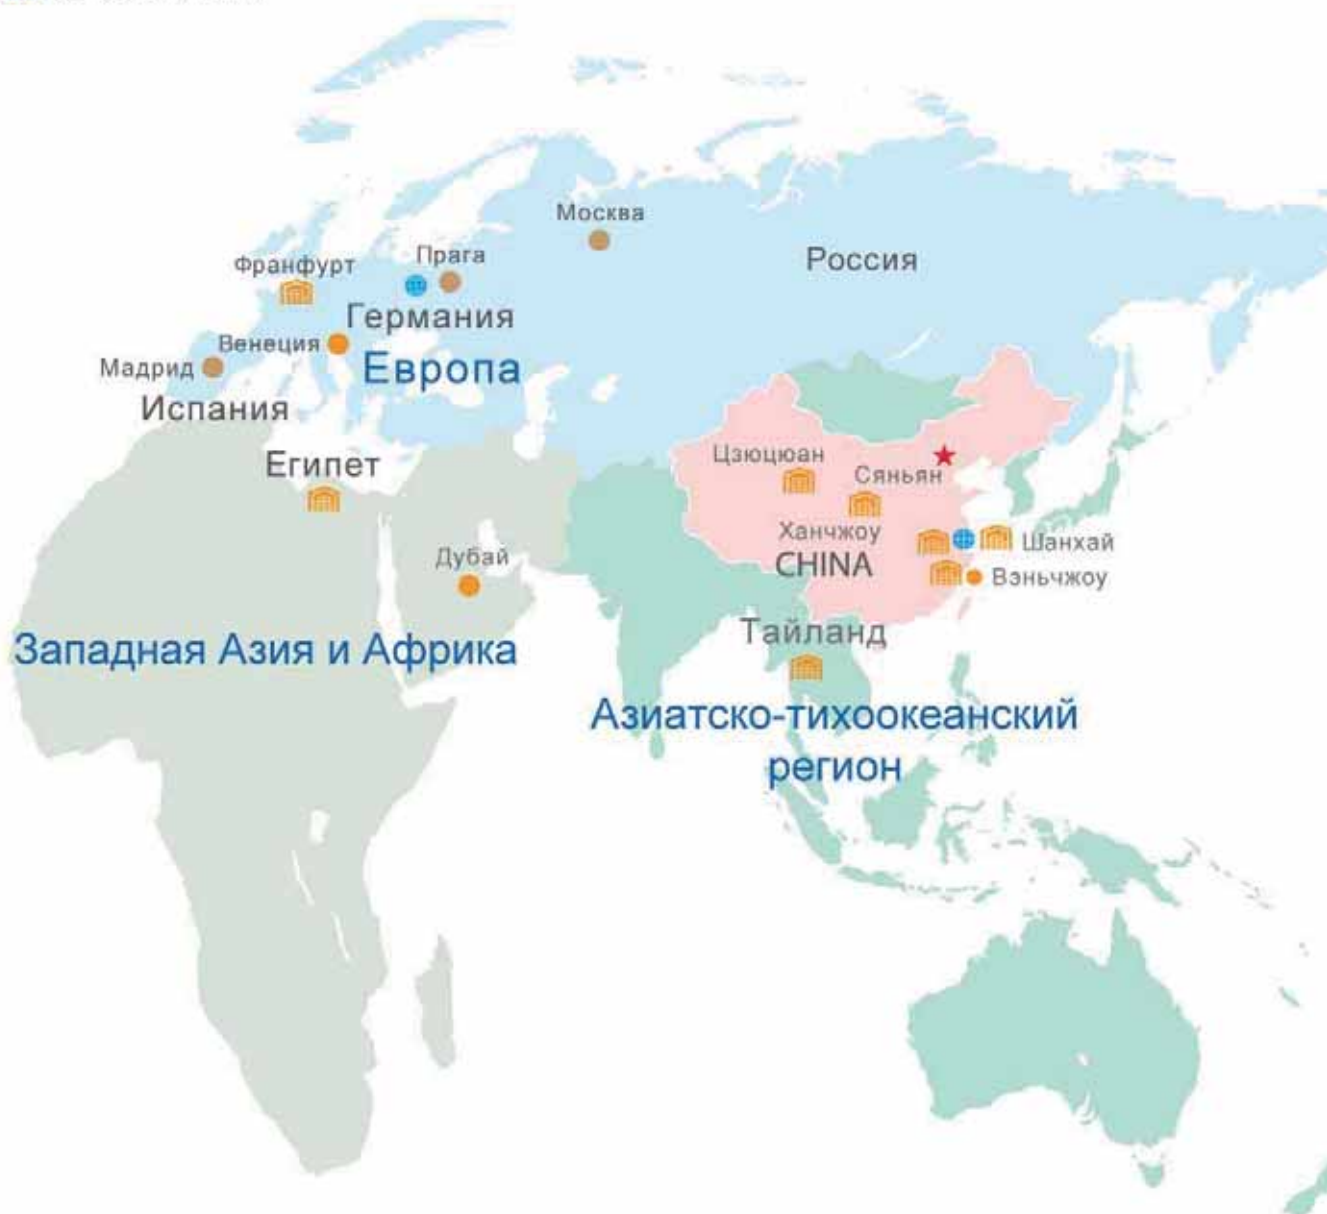 Москва
Россия
Прага
Франфурт
Германия
Венеция
Европа
Мадрид
Испания
Египет
Цзюцюан
Сяньян
Ханчжоу
Шанхай
CHINA
Вэньчжоу
Дубай
Тайланд
Западная Азия и Африка
Азиатско-тихоокеанский
регион